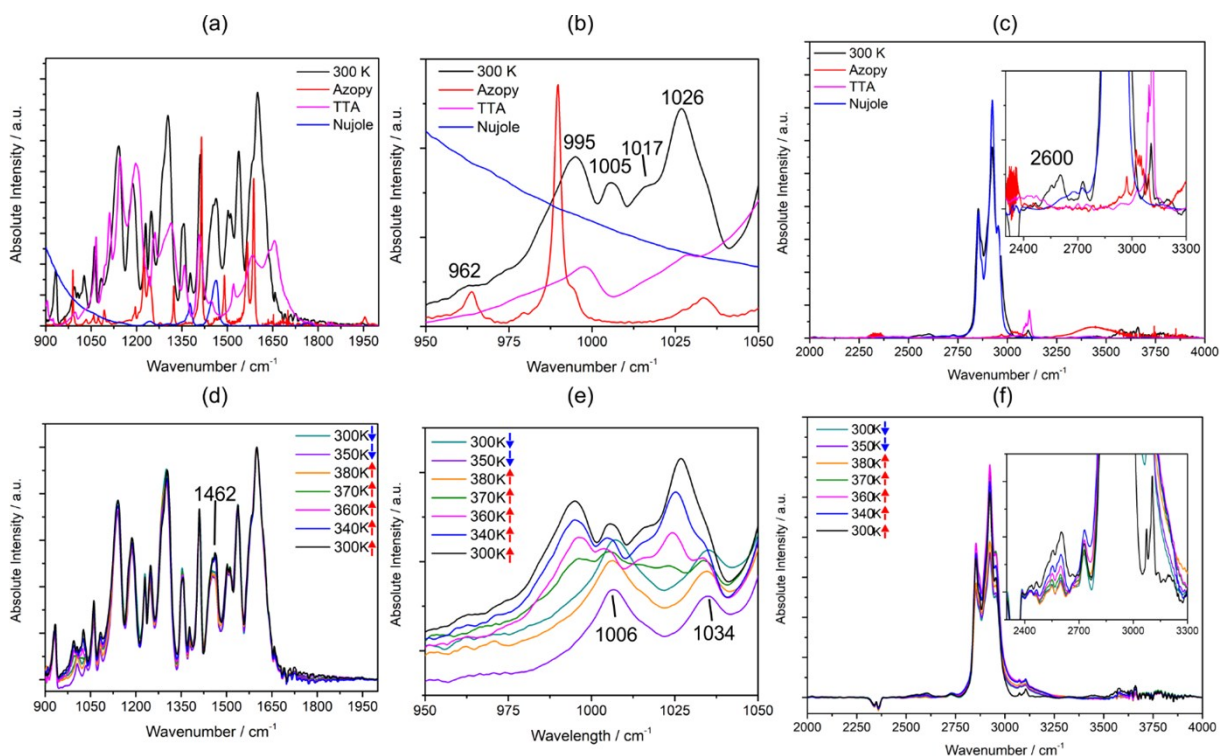 (a)
(b)
(c)
Absolute Intensity / a.u.
300 K
Azopy
TTA
Nujole
900 1050 1200 1350 1500 1650 1800 1950
Wavenumber / cm-1
Absolute Intensity / a.u.
300 K
Azopy
TTA
Nujole
962
995
1005
1017
1026
950 975 1000 1025 1050
Wavenumber / cm-1
Absolute Intensity / a.u.
300 K
Azopy
TTA
Nujole
2600
2400 2700 3000 3300
2000 2250 2500 2750 3000 3250 3500 3750 4000
Wavenumber / cm-1
(d)
(e)
(f)
Absolute Intensity / a.u.
300K↓
350K↓
380K↑
370K↑
360K↑
340K↑
300K↑
1462
900 1050 1200 1350 1500 1650 1800 1950
Wavenumber / cm-1
Absolute Intensity / a.u.
300K↓
350K↓
380K↑
370K↑
360K↑
340K↑
300K↑
1006
1034
950 975 1000 1025 1050
Wavelength / cm-1
Absolute Intensity / a.u.
300K↓
350K↓
380K↑
370K↑
360K↑
340K↑
300K↑
2400 2700 3000 3300
2000 2250 2500 2750 3000 3250 3500 3750 4000
Wavenumber / cm-1